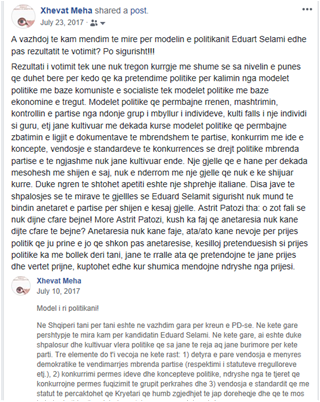 Xhevat Meha shared a post.
July 23, 2017 ·
A vazhdoj te kam mendim te mire per modelin e politikanit Eduart Selami edhe
pas rezultatit te votimit? Po sigurisht!!!!
Rezultati i votimit tek une nuk tregon kurrgje me shume se sa nivelin e punes
qe duhet bere per kedo qe ka pretendime politike per kalimin nga modelet
politike me baze komuniste e socialiste tek modelet politike me baze
ekonomine e tregut. Modelet politike qe permbajne rrenen, mashtrimin,
kontrollin e partise nga ndonje grup i mbyllur i individeve, kulti falls i nje individi
si guru, etj jane kultivuar me dekada kurse modelet politike qe permbajne
zbatimin e ligjit e dokumentave te mbrendshem te partise, konkurrim me ide e
koncepte, vendosje e standardeve te konkurrences se drejt politike mbrenda
partise e te ngjashme nuk jane kultivuar ende. Nje gjelle qe e hane per dekada
mesohesh me shijen e saj, nuk e nderrom me nje gjelle qe nuk e ke shijuar
kurre. Duke ngren te shtohet apetiti eshte nje shprehje italiane. Disa jave te
shpalosjes se te mirave te gjelles se Eduard Selamit sigurisht nuk mund te
bindin anetaret e partise per shijen e kesaj gjelle. Astrit Patozi tha: o zot fali se
nuk dijne cfare bejne! More Astrit Patozi, kush ka faj qe anetaresia nuk kane
dijte cfare te bejne? Anetaresia nuk kane faje, ata/ato kane nevoje per prijes
politik qe ju prine e jo qe shkon pas anetaresise, kesilloj pretenduesish si prijes
politike ka me bollek deri tani, jane te rralle ata qe pretendojne te jane prijes
dhe vertet prijne, kuptohet edhe kur shumica mendojne ndryshe nga prijesi.
Xhevat Meha
July 10, 2017 ·
Model i ri politikani!
Ne Shqiperi tani per tani eshte ne vazhdim gara per kreun e PD-se. Ne kete gare
pershtypje te mira kam per kandidatin Eduard Selami. Ne kete gare, ai eshte duke
shpalosur dhe kultivuar vlera politike qe sa jane te reja aq jane burimore per kete
parti. Tre elemente do t'i vecoja ne kete rast: 1) detyra e pare vendosja e menyres
demokratike te vendimarrjes mbrenda partise (respektimi i statuteve rregulloreve
etj.), 2) konkurrimi permes ideve dhe koncepteve politike, ndryshe nga te tjeret qe
konkurrojne permes fuqizimit te grupit perkrahes dhe 3) vendosja e standardit qe me
statut te percaktohet qe Kryetari qe humb zgjedhjet te jap doreheqje dhe qe te mos